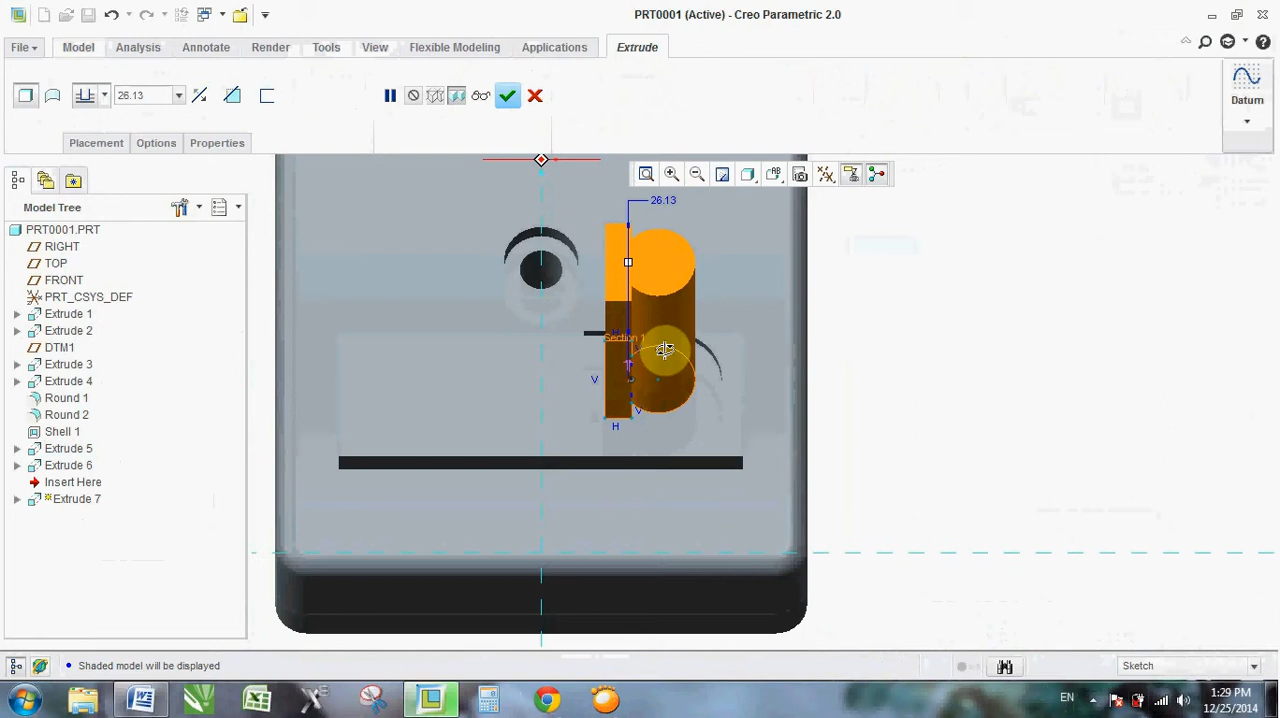 PRT0001 (Active) - Creo Parametric 2.0
File Model Analysis Annotate Render Tools View Flexible Modeling Applications Extrude
26.13
Datum
Placement Options Properties
Model Tree
26.13
PRT0001.PRT
RIGHT
TOP
FRONT
PRT_CSYS_DEF
Extrude 1
Extrude 2
DTM1
Extrude 3
Extrude 4
Round 1
Round 2
Shell 1
Extrude 5
Extrude 6
Insert Here
Extrude 7
H
Section 1
V
V
H
Shaded model will be displayed
Sketch
EN
1:29 PM
12/25/2014